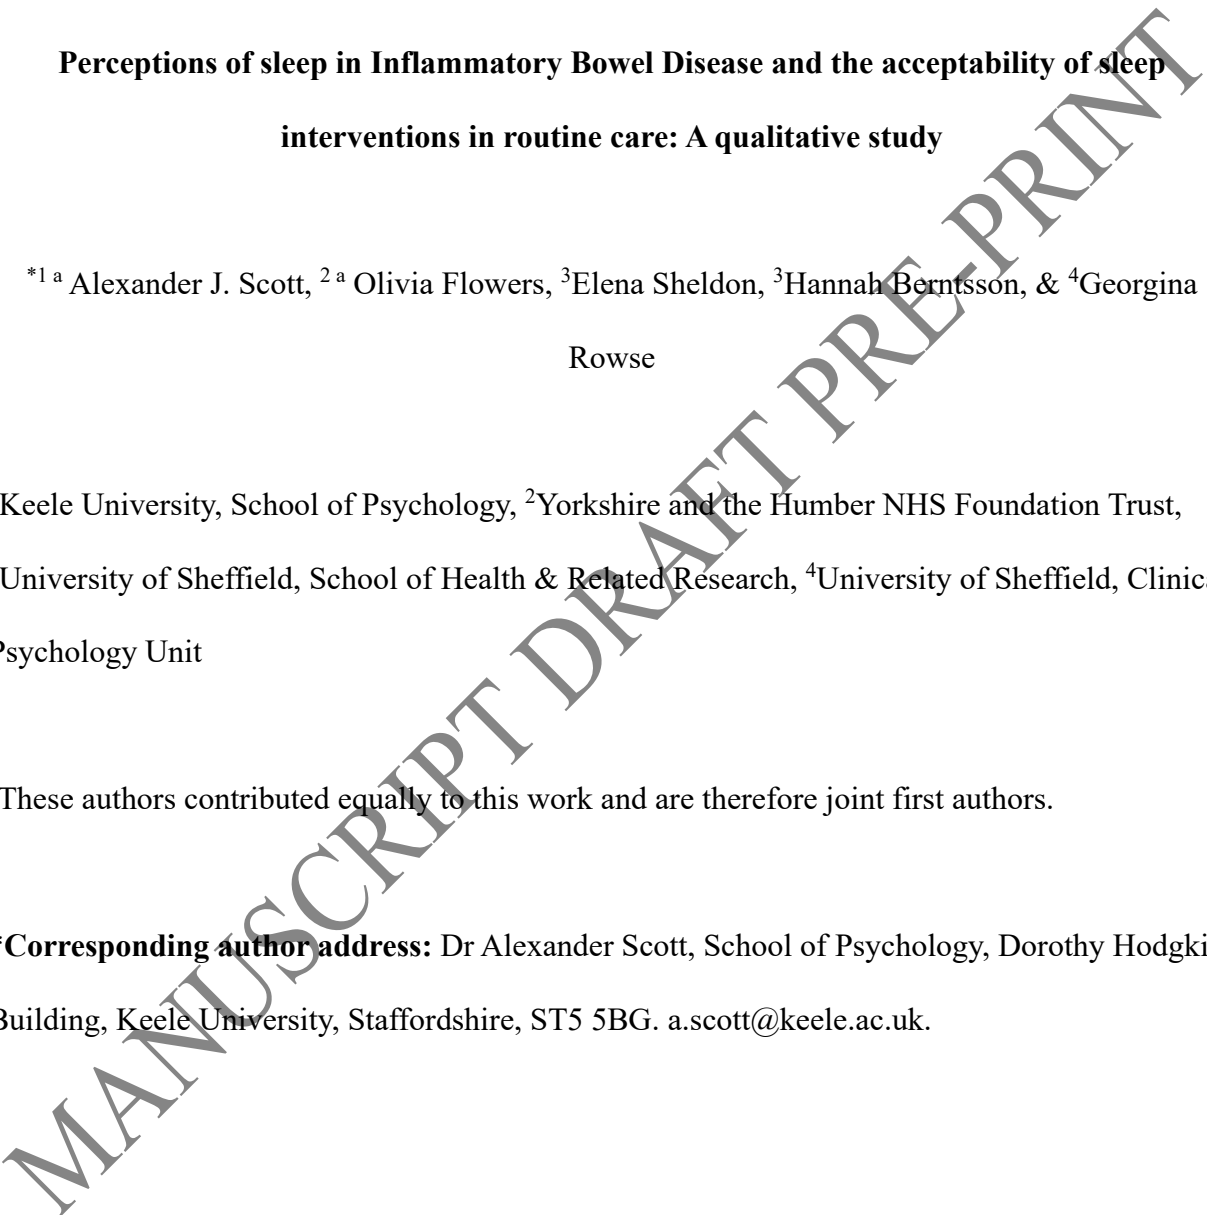 Perceptions of sleep in Inflammatory Bowel Disease and the acceptability of sleep
interventions in routine care: A qualitative study
*1 a Alexander J. Scott, 2 a Olivia Flowers, 3Elena Sheldon, 3Hannah Berntsson, & 4Georgina
Rowse
Keele University, School of Psychology, 2Yorkshire and the Humber NHS Foundation Trust,
University of Sheffield, School of Health & Related Research, 4University of Sheffield, Clinic
Psychology Unit
These authors contributed equally to this work and are therefore joint first authors.
*Corresponding author address: Dr Alexander Scott, School of Psychology, Dorothy Hodgki
Building, Keele University, Staffordshire, ST5 5BG. a.scott@keele.ac.uk.
MANUSCRIPT DRAFT PRE-PRINT